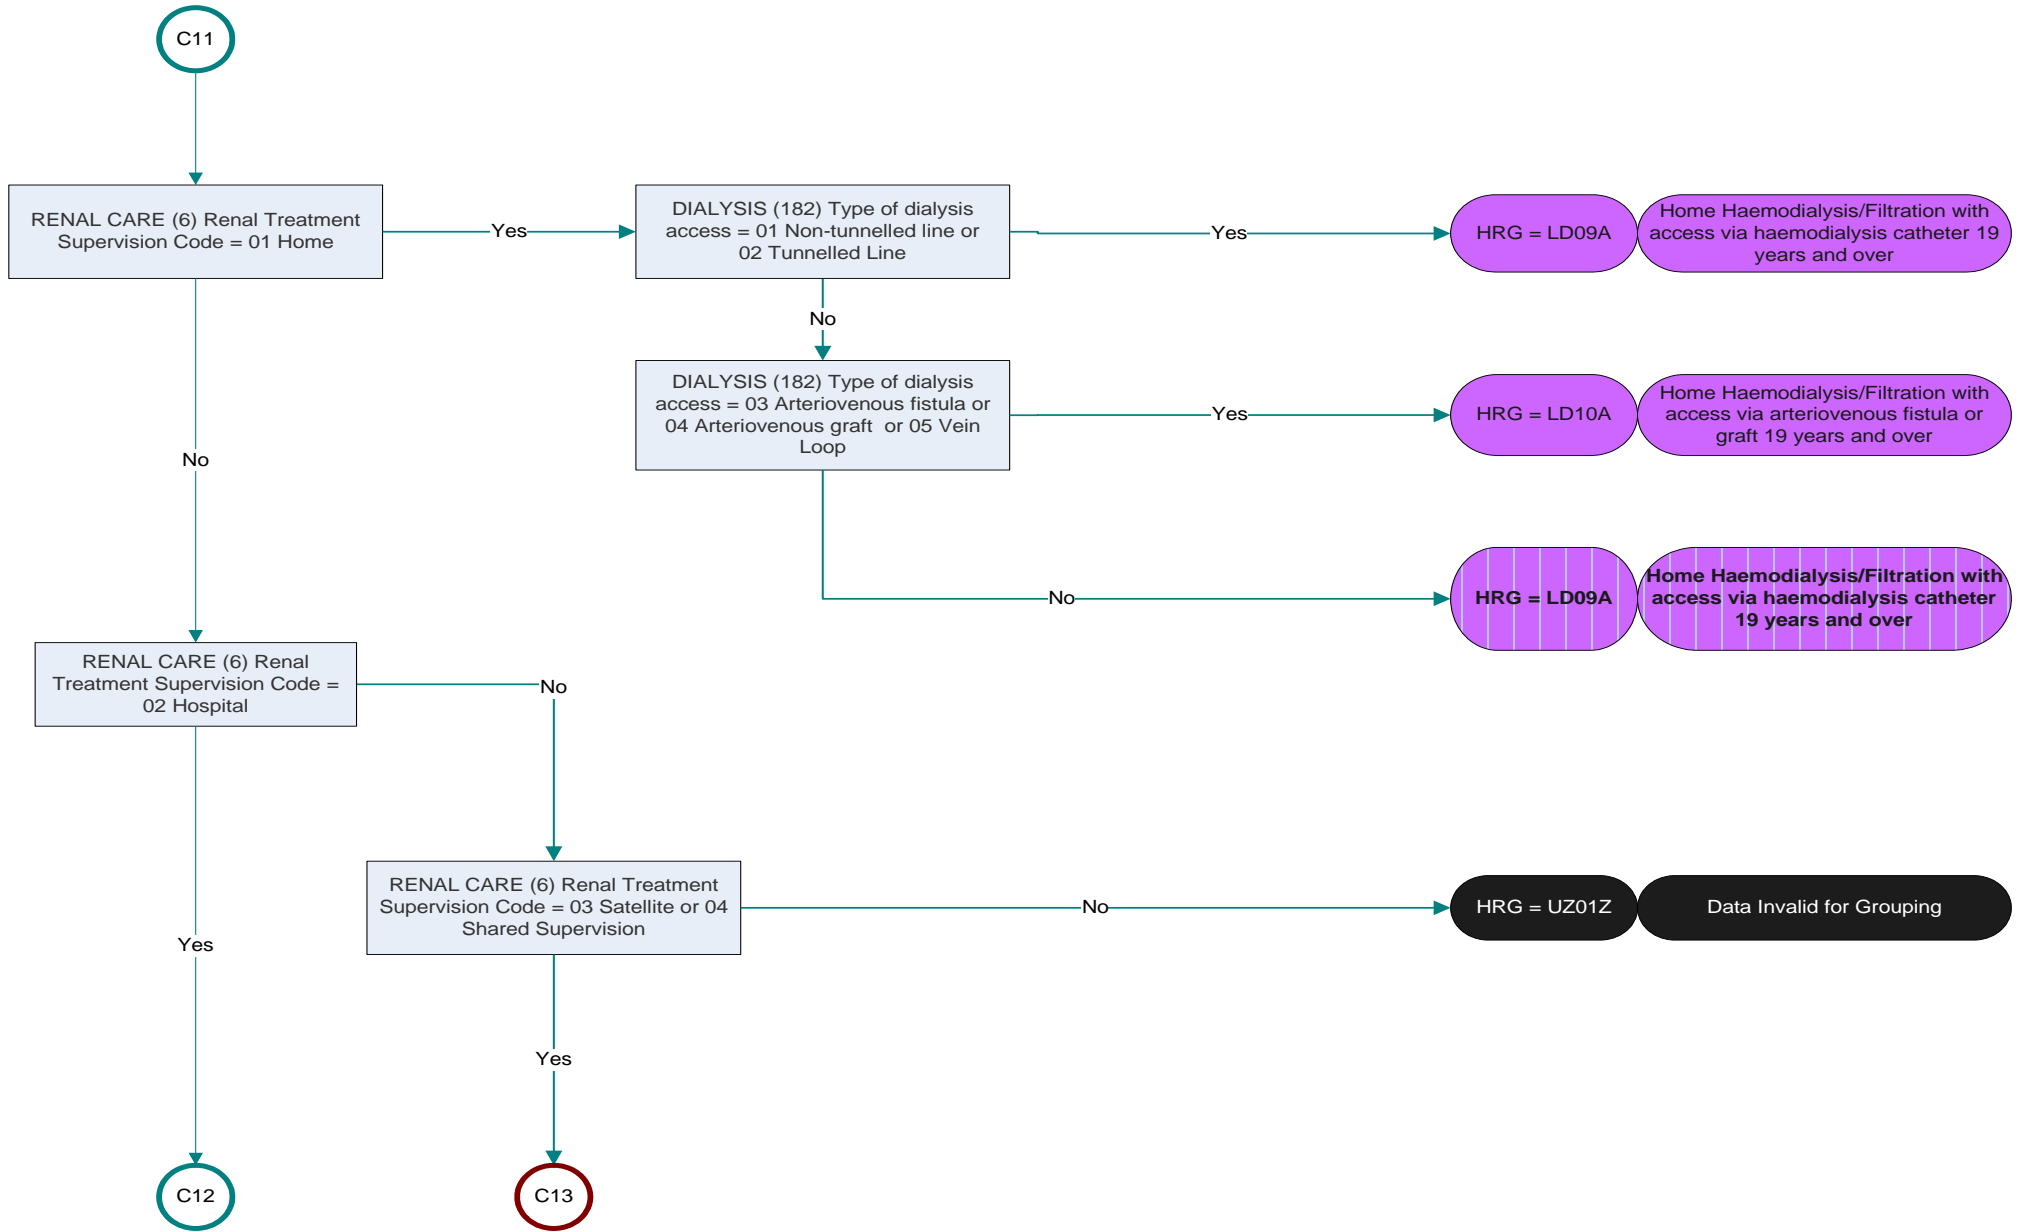 C11
RENAL CARE (6) Renal Treatment
Supervision Code = 01 Home
Yes
DIALYSIS (182) Type of dialysis
access = 01 Non-tunnelled line or
02 Tunnelled Line
Yes
HRG = LD09A
Home Haemodialysis/Filtration with
access via haemodialysis catheter 19
years and over
No
DIALYSIS (182) Type of dialysis
access = 03 Arteriovenous fistula or
04 Arteriovenous graft  or 05 Vein
Loop
Yes
HRG = LD10A
Home Haemodialysis/Filtration with
access via arteriovenous fistula or
graft 19 years and over
No
No
HRG = LD09A
Home Haemodialysis/Filtration with
access via haemodialysis catheter
19 years and over
RENAL CARE (6) Renal
Treatment Supervision Code =
02 Hospital
No
RENAL CARE (6) Renal Treatment
Supervision Code = 03 Satellite or 04
Shared Supervision
No
HRG = UZ01Z
Data Invalid for Grouping
Yes
Yes
C12
C13